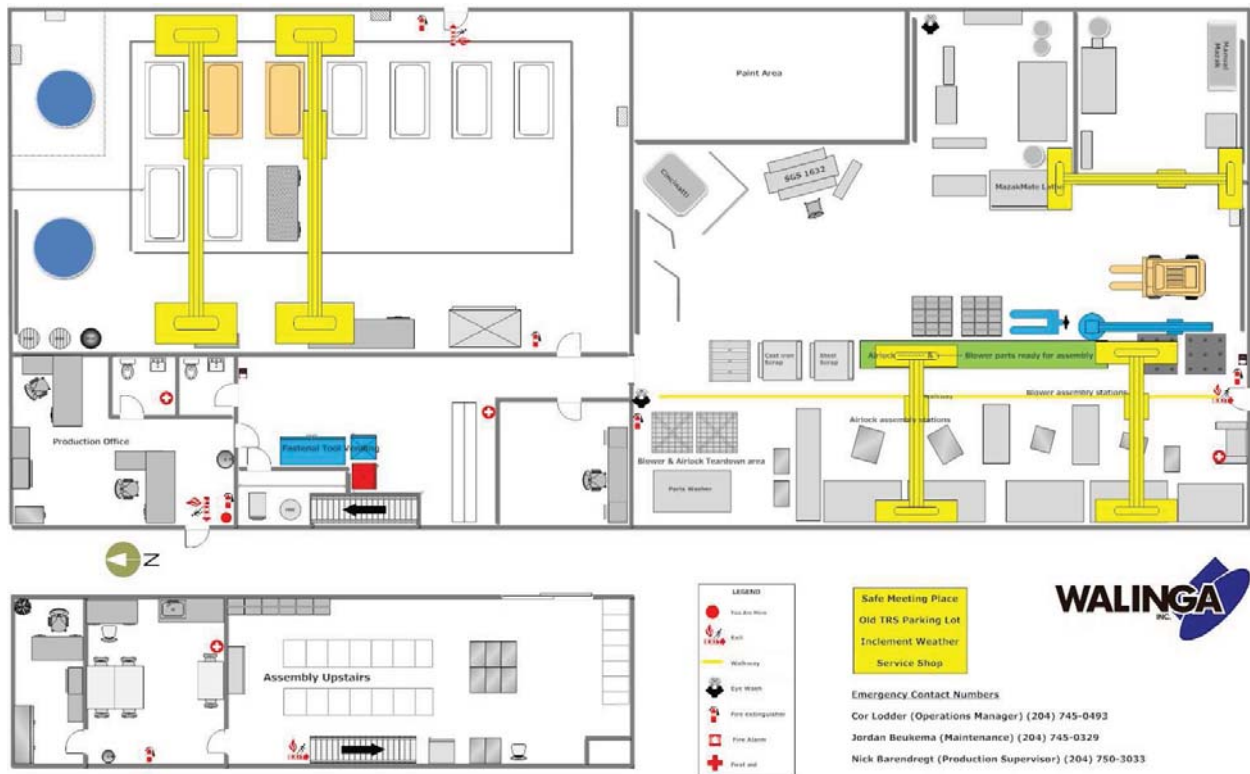 Paint Area
Manual Mazak
Cincinatti
SGS 1632
MazakMate Lathe
Cast Iron
Scrap
Steel
Scrap
Airlock & Blower parts ready for assembly
Walkway
Blower assembly stations
Airlock assembly stations
Production Office
Fastenal Tool Vending
Blower & Airlock Teardown area
Parts Washer
N
Assembly Upstairs
LEGEND
You Are Here
Exit
Walkway
Eye Wash
Fire Extinguisher
Fire Alarm
First aid
Safe Meeting Place
Old TRS Parking Lot
Inclement Weather
Service Shop
WALINGA
INC.
Emergency Contact Numbers
Cor Lodder (Operations Manager) (204) 745-0493
Jordan Beukema (Maintenance) (204) 745-0329
Nick Barendregt (Production Supervisor) (204) 750-3033